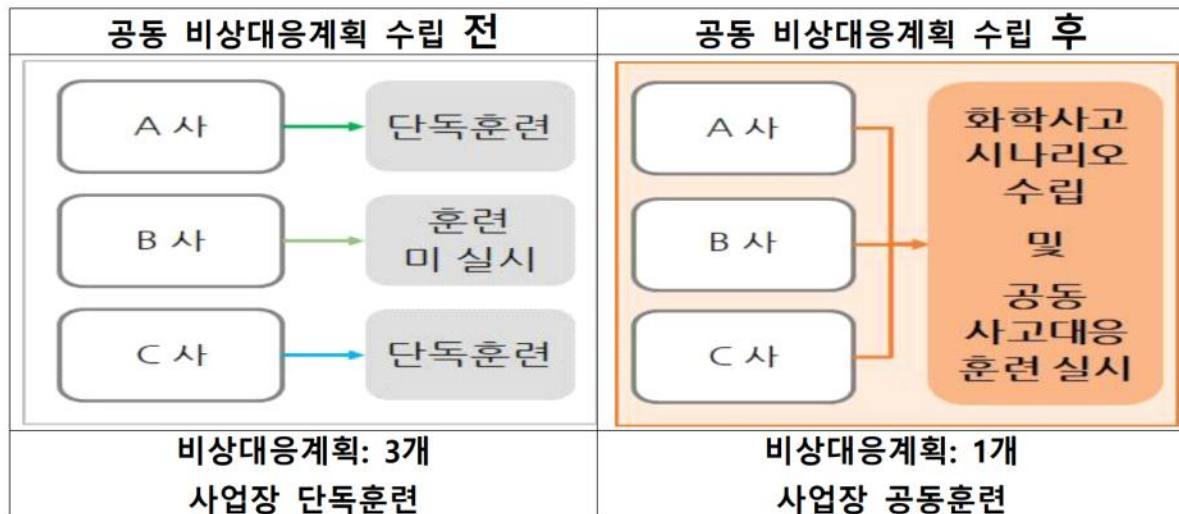 공동 비상대응계획 수립 전
A 사
단독훈련
B 사
훈련
미 실시
C 사
단독훈련
비상대응계획: 3개
사업장 단독훈련
공동 비상대응계획 수립 후
A 사
B 사
C 사
화학사고
시나리오
수립
및
공동
사고대응
훈련 실시
비상대응계획: 1개
사업장 공동훈련